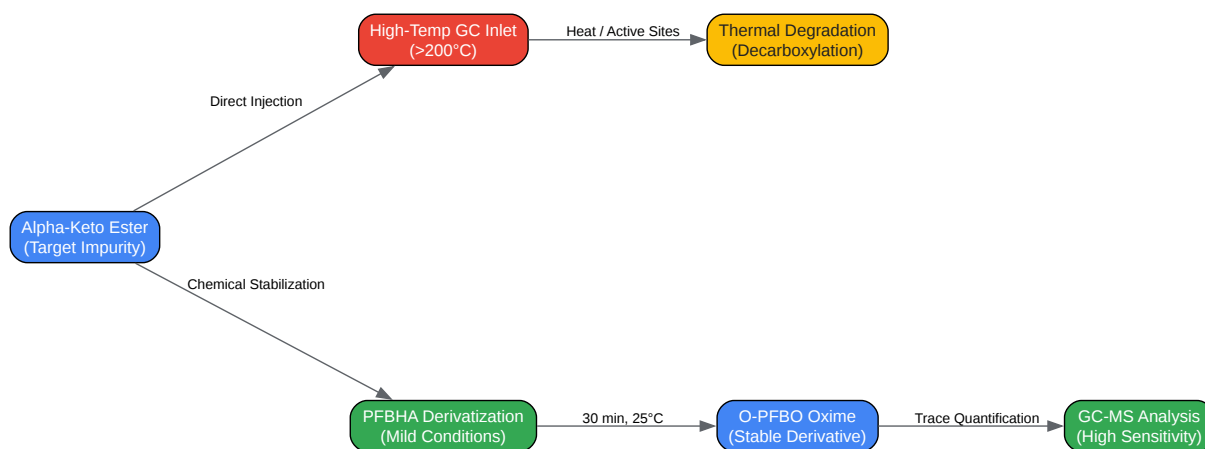 High-Temp GC Inlet
(>200°C)
Heat / Active Sites
Thermal Degradation
(Decarboxylation)
Direct Injection
Alpha-Keto Ester
(Target Impurity)
Chemical Stabilization
PFBHA Derivatization
(Mild Conditions)
30 min, 25°C
O-PFBO Oxime
(Stable Derivative)
Trace Quantification
GC-MS Analysis
(High Sensitivity)